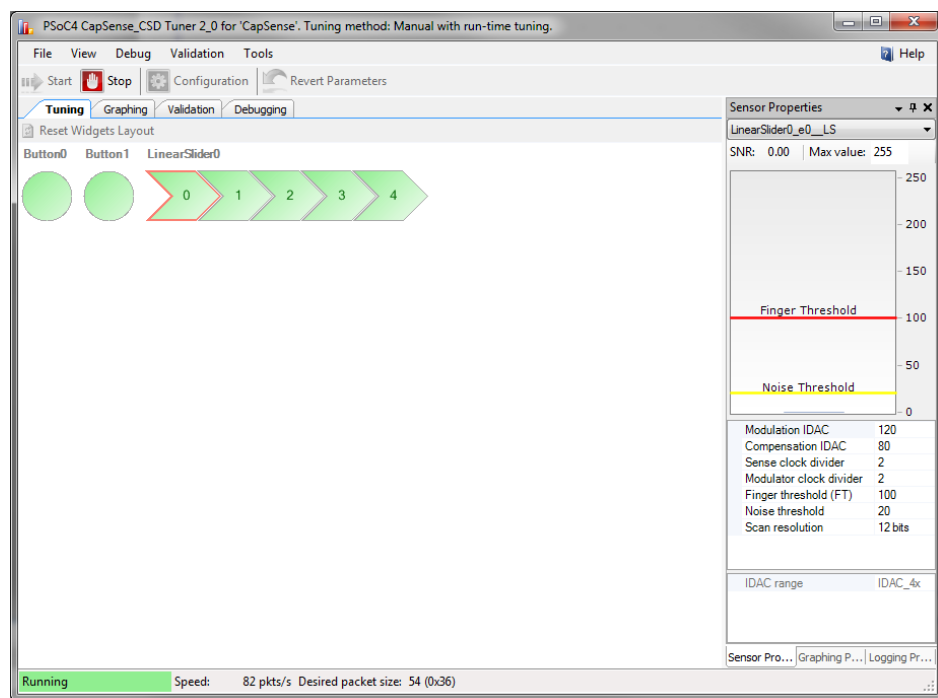 PSoC4 CapSense_CSD Tuner 2_0 for 'CapSense'. Tuning method: Manual with run-time tuning.
File View Debug Validation Tools Help
Start Stop Configuration Revert Parameters
Tuning Graphing Validation Debugging
Reset Widgets Layout
Button0 Button1 LinearSlider0
0 1 2 3 4
Sensor Properties
LinearSlider0_e0__LS
SNR: 0.00 Max value: 255
250
200
150
Finger Threshold
100
50
Noise Threshold
0
Modulation IDAC 120
Compensation IDAC 80
Sense clock divider 2
Modulator clock divider 2
Finger threshold (FT) 100
Noise threshold 20
Scan resolution 12 bits
IDAC range IDAC_4x
Sensor Pro... Graphing P... Logging Pr...
Running Speed: 82 pkts/s Desired packet size: 54 (0x36)